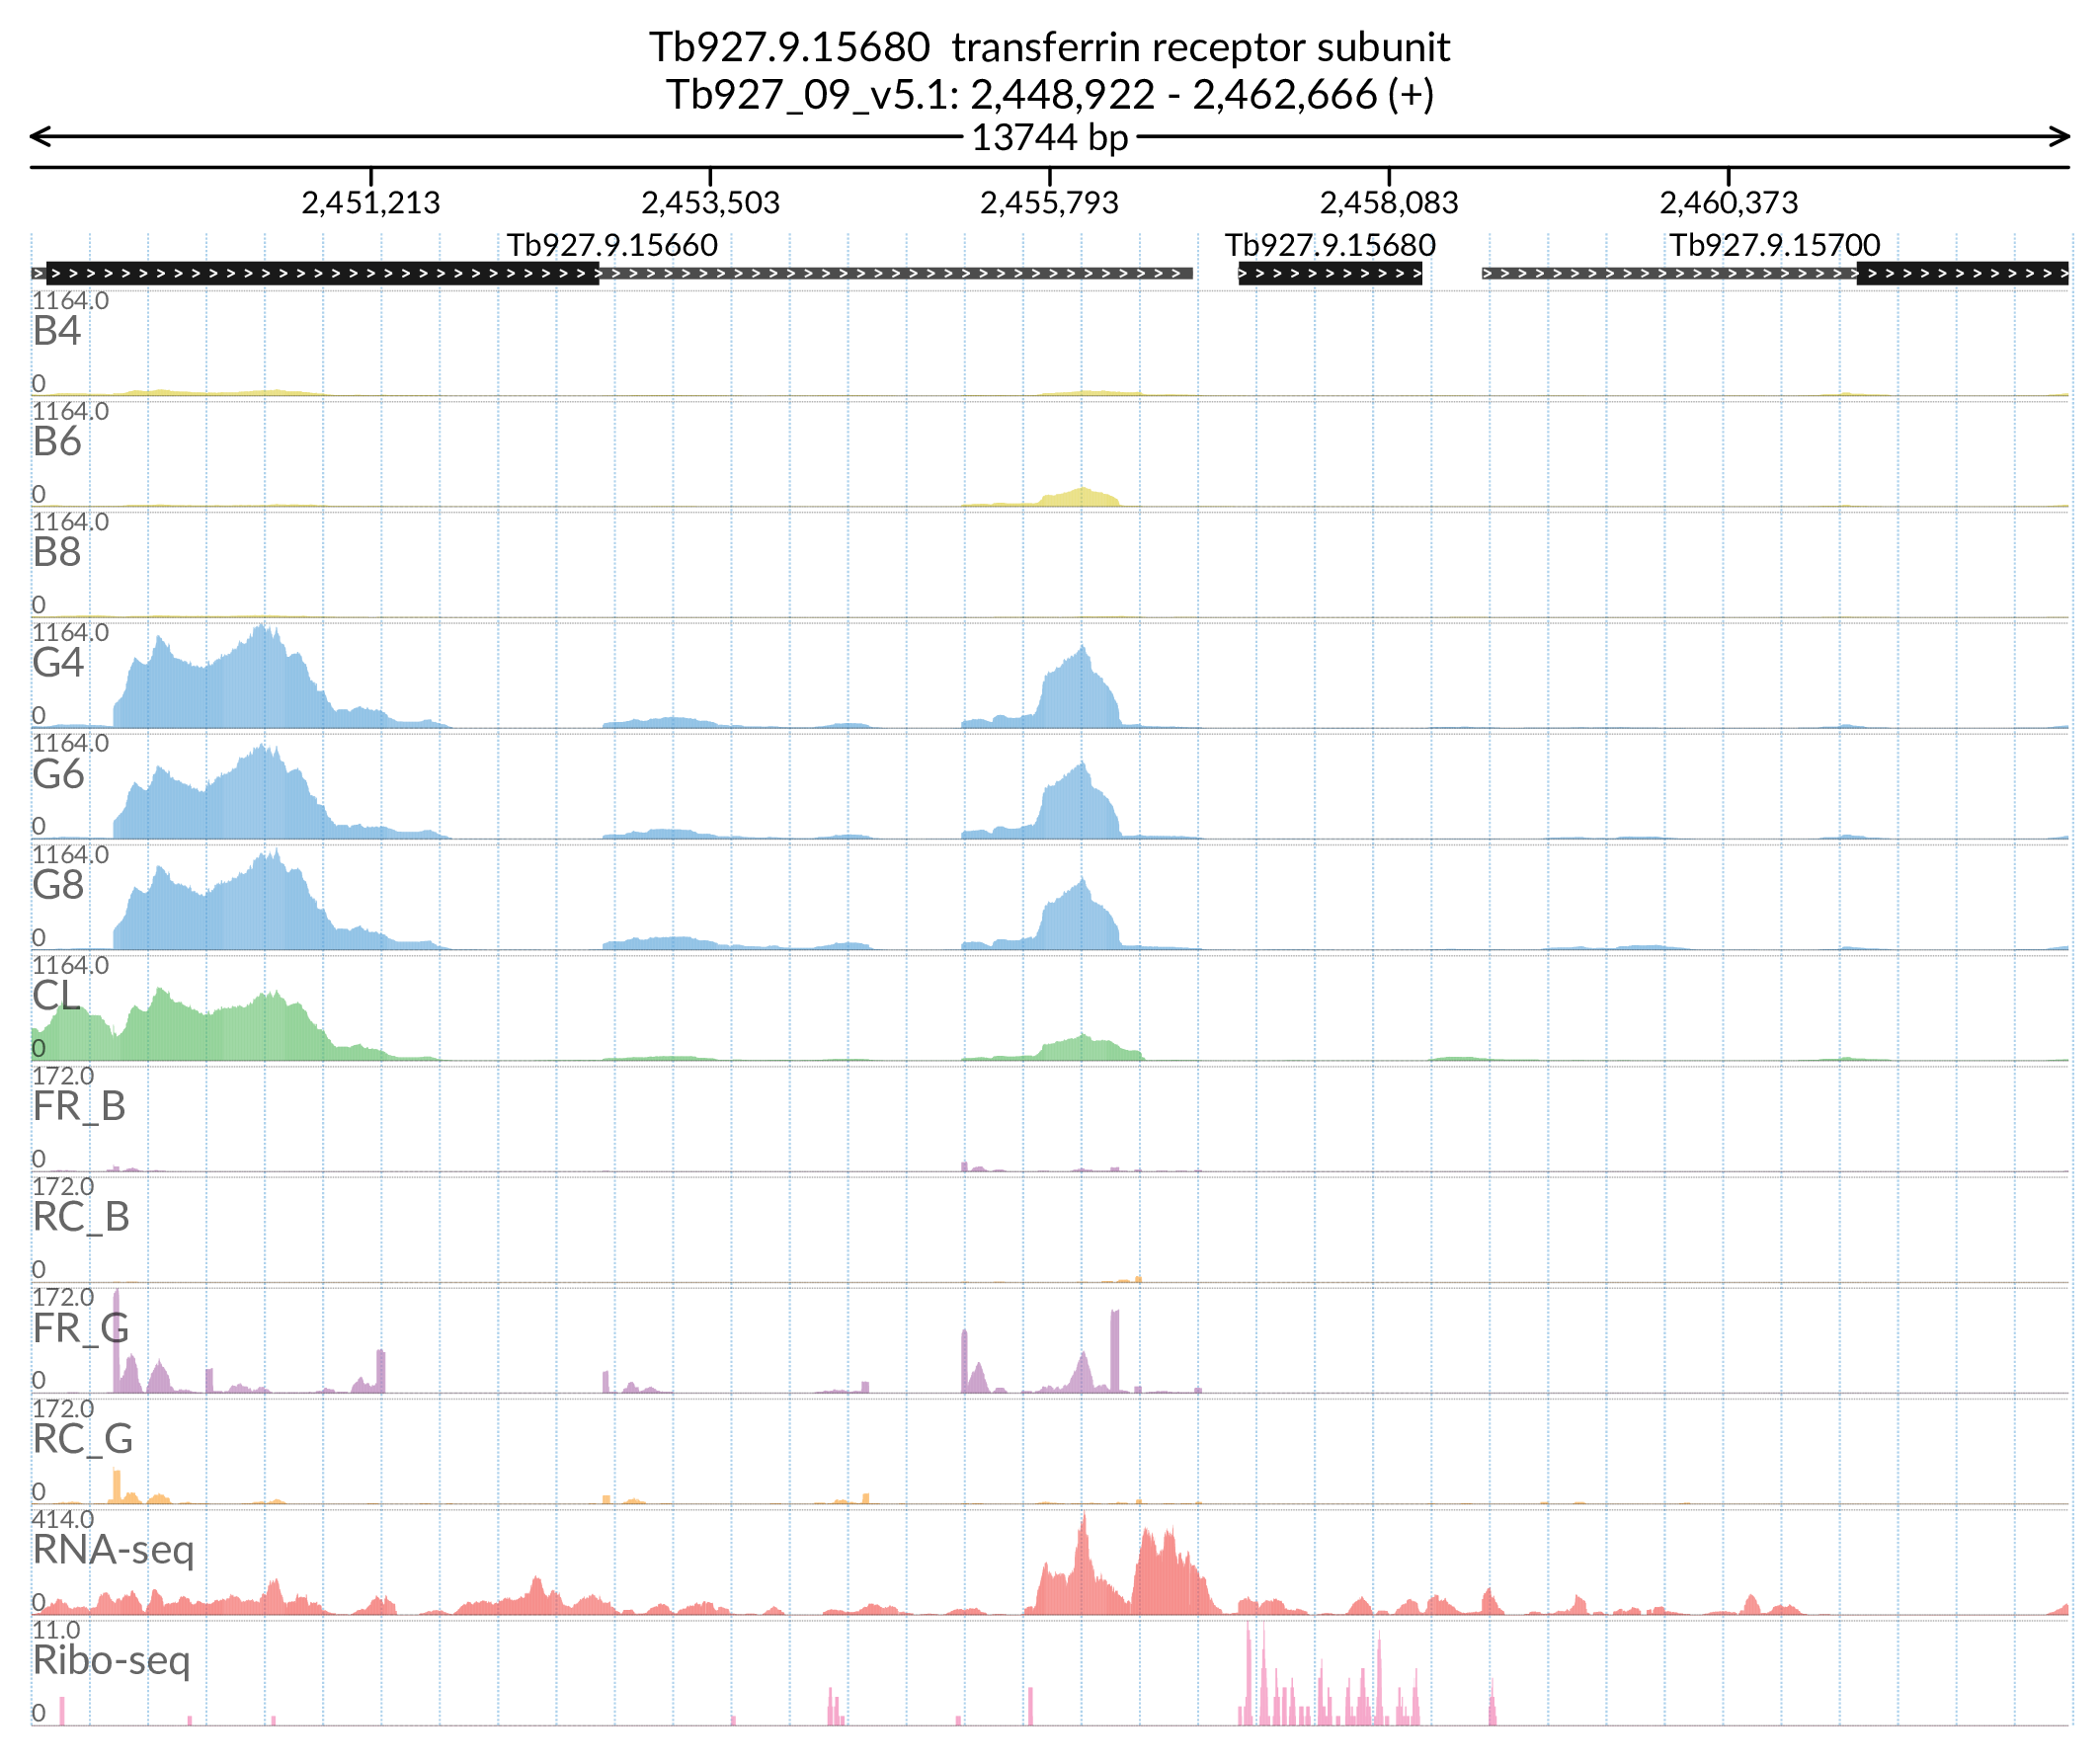 Tb927.9.15680 transferrin receptor subunit
Tb927_09_v5.1: 2,448,922 - 2,462,666 (+)
13744 bp
2,451,213 2,453,503 2,455,793 2,458,083 2,460,373
Tb927.9.15660 Tb927.9.15680 Tb927.9.15700
1164.0
B4
0
1164.0
B6
0
1164.0
B8
0
1164.0
G4
0
1164.0
G6
0
1164.0
G8
0
1164.0
CL
0
172.0
FR_B
0
172.0
RC_B
0
172.0
FR_G
0
172.0
RC_G
0
414.0
RNA-seq
0
11.0
Ribo-seq
0